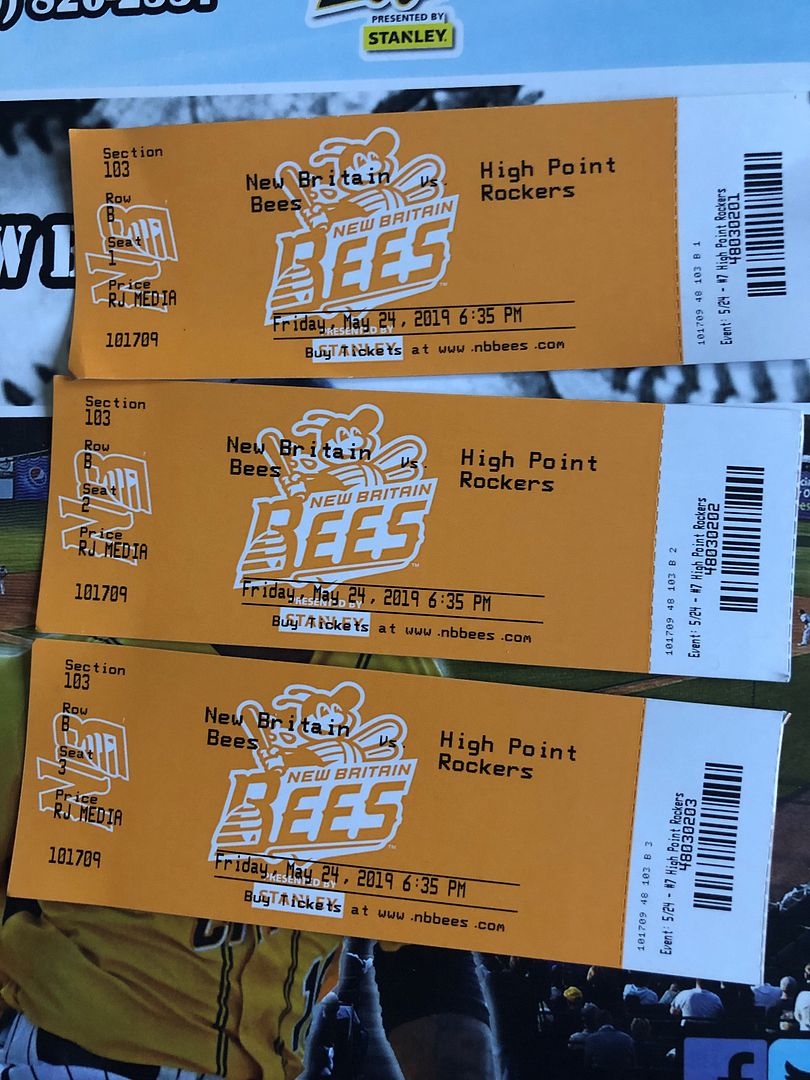 PRESENTED BY
STANLEY.
Section
103
Row
B
Seat
1
Price
RJ MEDIA
101709
New Britain
Bees
vs.
High Point
Rockers
NEW BRITAIN
BEES
TM
Friday, May 24, 2019 6:35 PM
PRESENTED BY
STANLEY
Buy Tickets at www.nbbees.com
101709 48 103 B 1
Event: 5/24 - #7 High Point Rockers
48030201
Section
103
Row
B
Seat
2
Price
RJ MEDIA
101709
New Britain
Bees
vs.
High Point
Rockers
NEW BRITAIN
BEES
TM
Friday, May 24, 2019 6:35 PM
PRESENTED BY
STANLEY
Buy Tickets at www.nbbees.com
101709 48 103 B 2
Event: 5/24 - #7 High Point Rockers
48030202
Section
103
Row
B
Seat
3
Price
RJ MEDIA
101709
New Britain
Bees
vs.
High Point
Rockers
NEW BRITAIN
BEES
TM
Friday, May 24, 2019 6:35 PM
PRESENTED BY
STANLEY
Buy Tickets at www.nbbees.com
101709 48 103 B 3
Event: 5/24 - #7 High Point Rockers
48030203